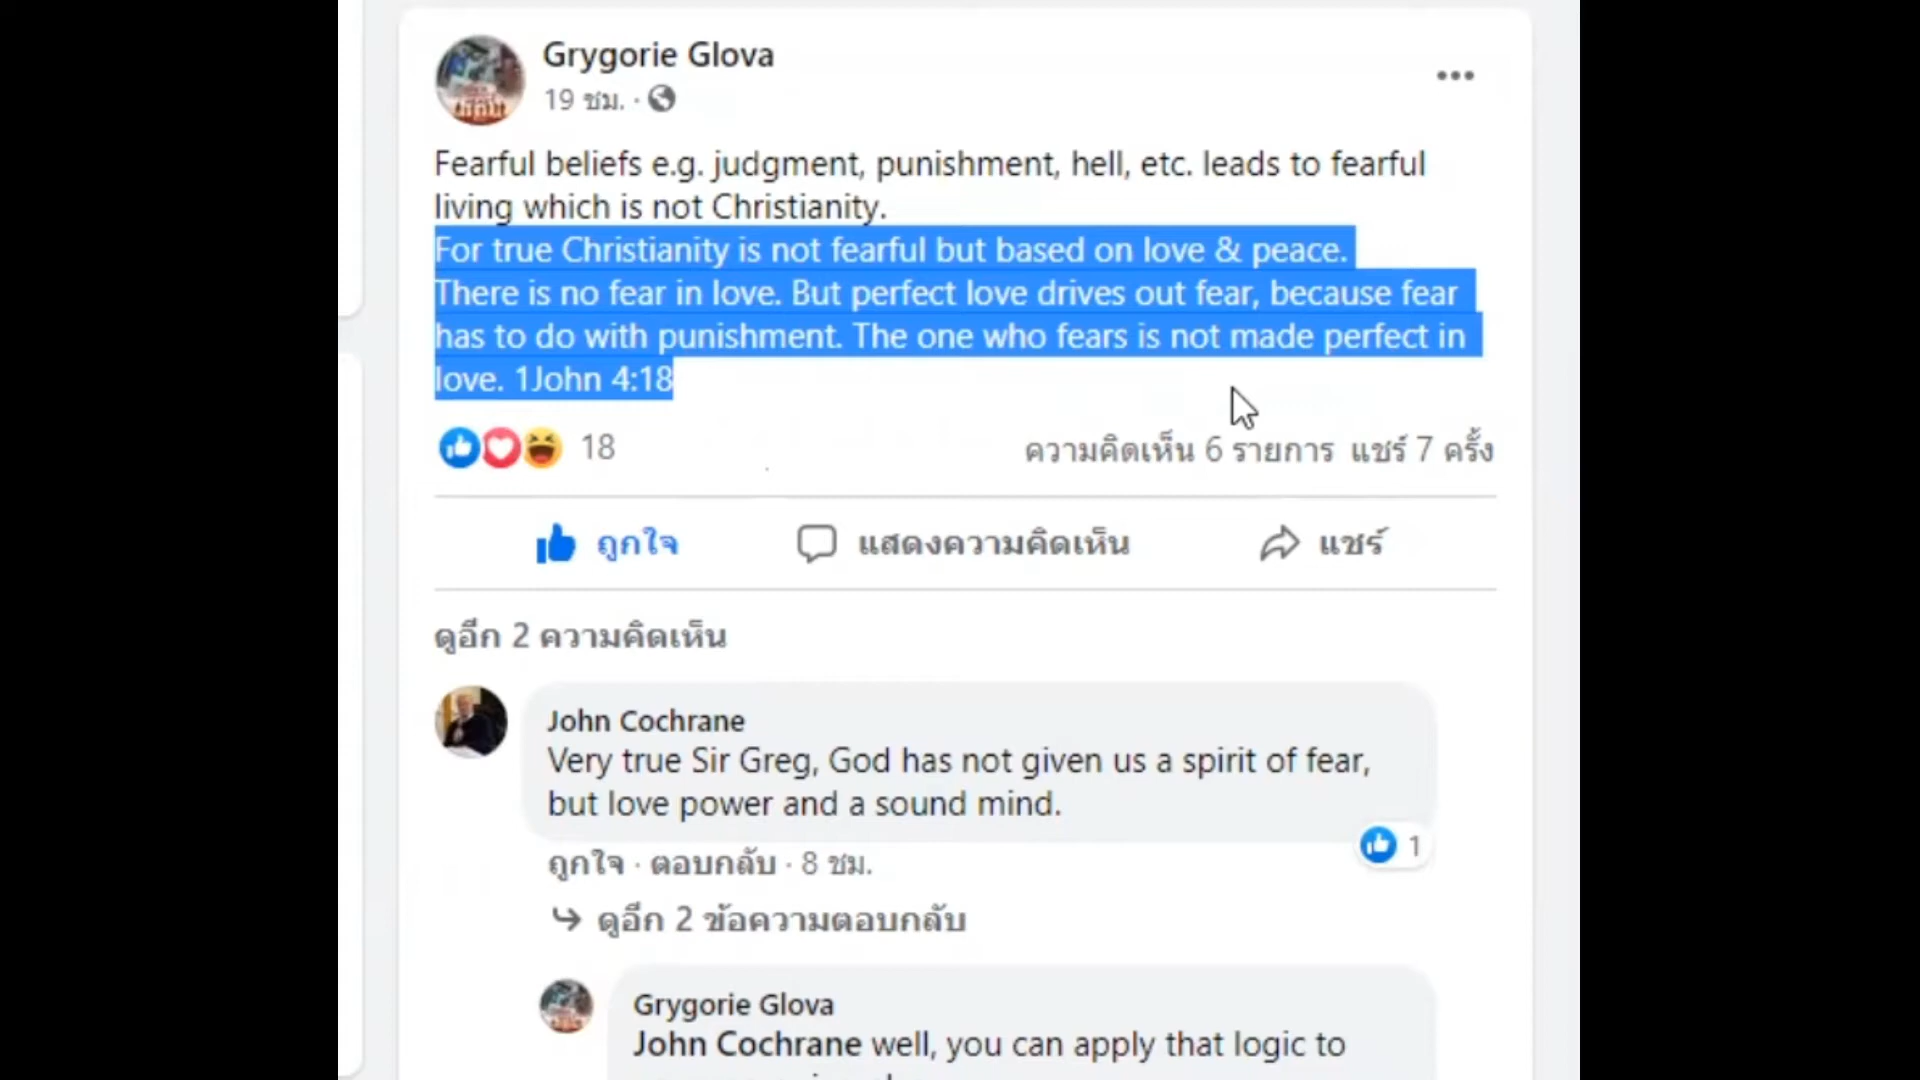 Grygorie Glova
19 ชม. ·
Fearful beliefs e.g. judgment, punishment, hell, etc. leads to fearful
living which is not Christianity.
For true Christianity is not fearful but based on love & peace.
There is no fear in love. But perfect love drives out fear, because fear
has to do with punishment. The one who fears is not made perfect in
love. 1John 4:18
18
ความคิดเห็น 6 รายการ แชร์ 7 ครั้ง
ถูกใจ แสดงความคิดเห็น แชร์
ดูอีก 2 ความคิดเห็น
John Cochrane
Very true Sir Greg, God has not given us a spirit of fear,
but love power and a sound mind.
1
ถูกใจ · ตอบกลับ · 8 ชม.
ดูอีก 2 ข้อความตอบกลับ
Grygorie Glova
John Cochrane well, you can apply that logic to